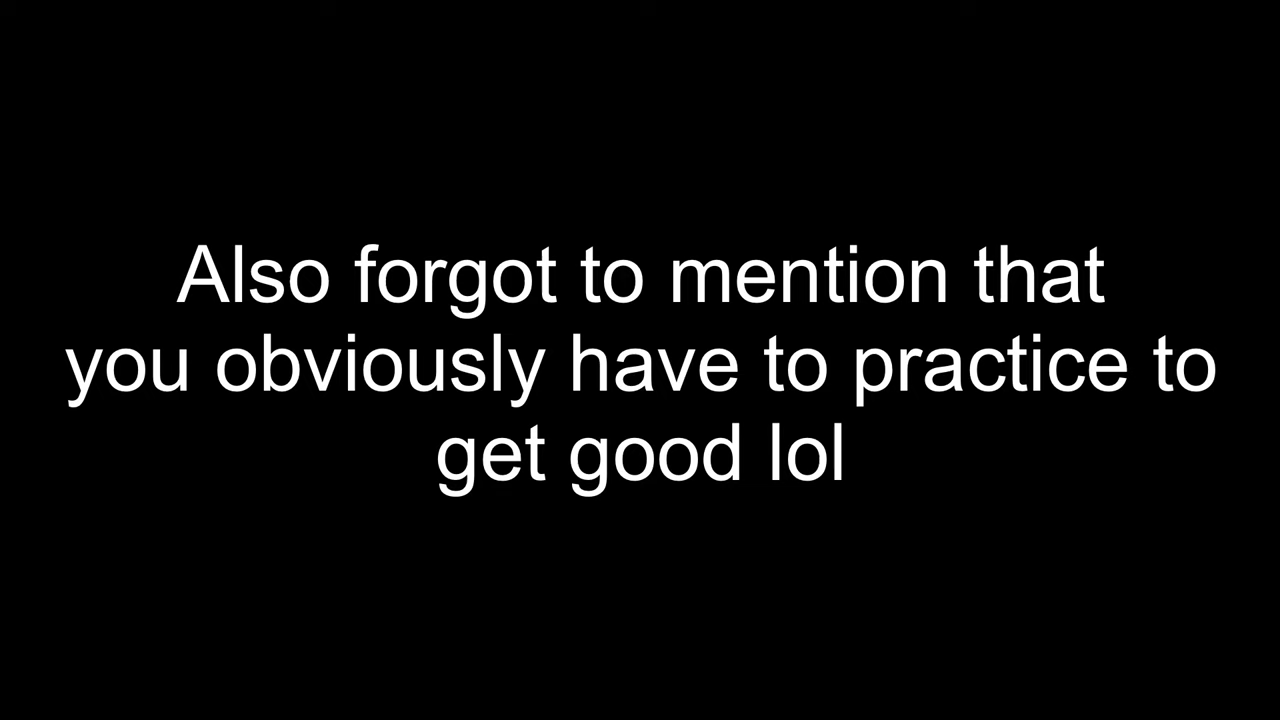 Also forgot to mention that
you obviously have to practice to
get good lol